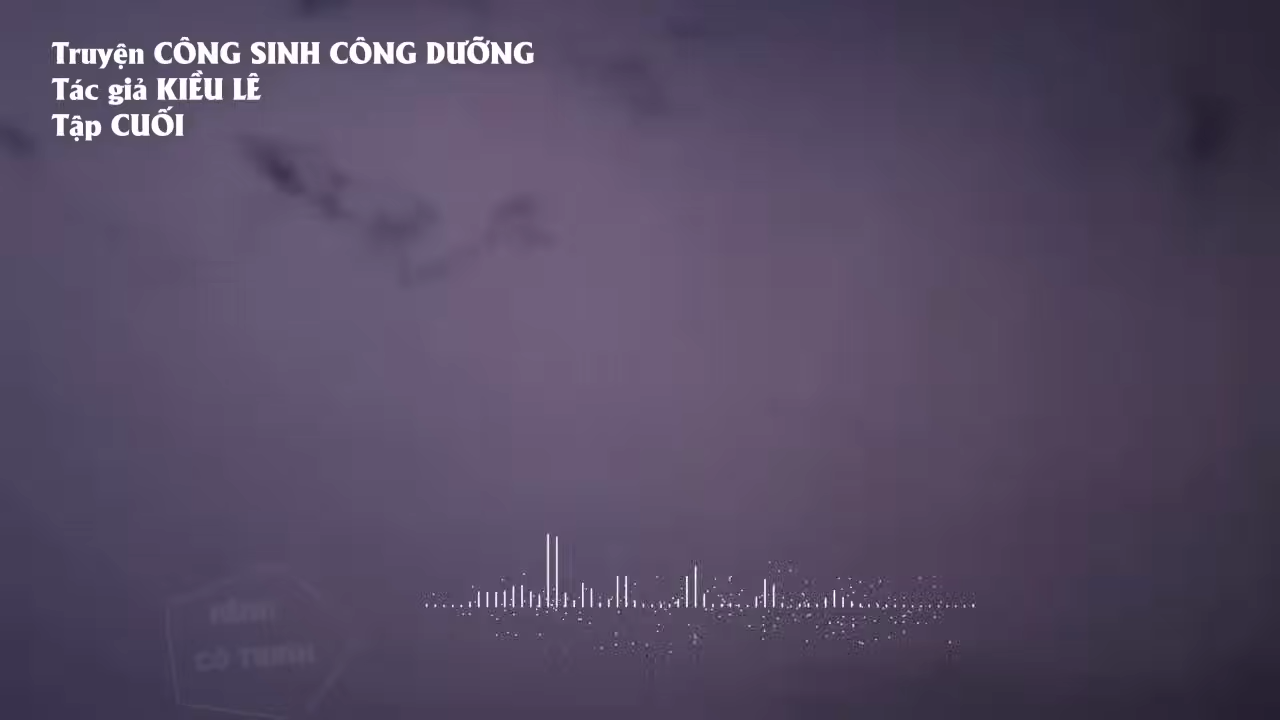 Truyện CÔNG SINH CÔNG DƯỠNG
Tác giả KIỀU LÊ
Tập CUỐI